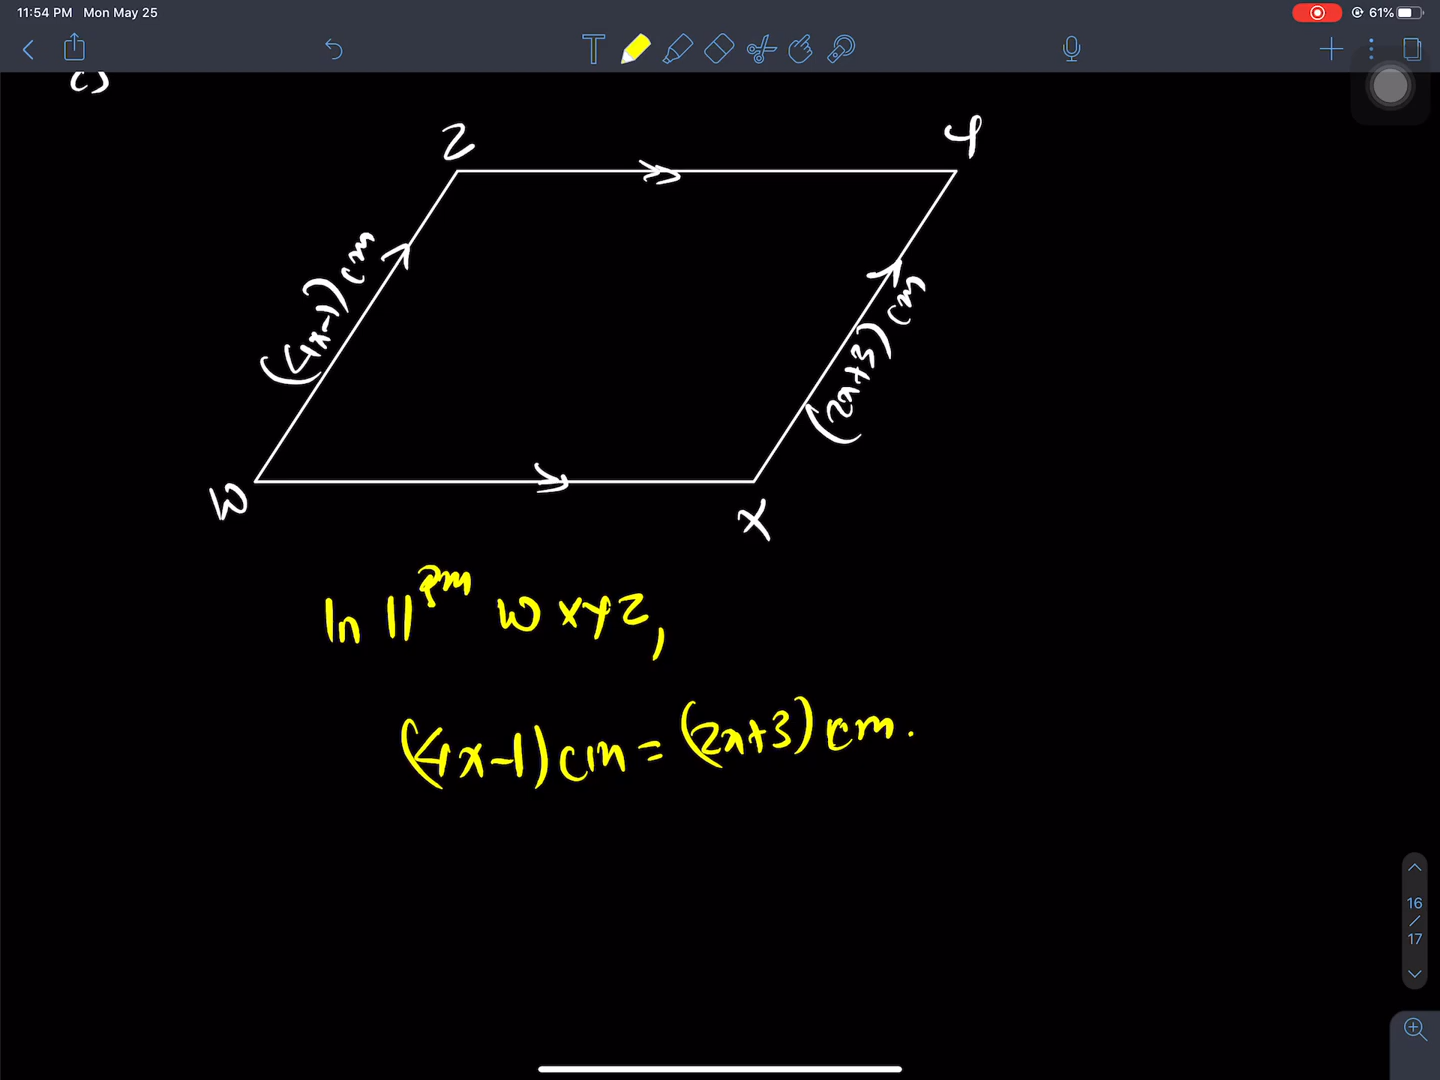 11:54 PM Mon May 25
61%
c)
Z
Y
(4x-1) cm
(2x+3) cm
W
X
In ||gm WXYZ,
(4x-1) cm = (2x+3) cm.
16
/
17